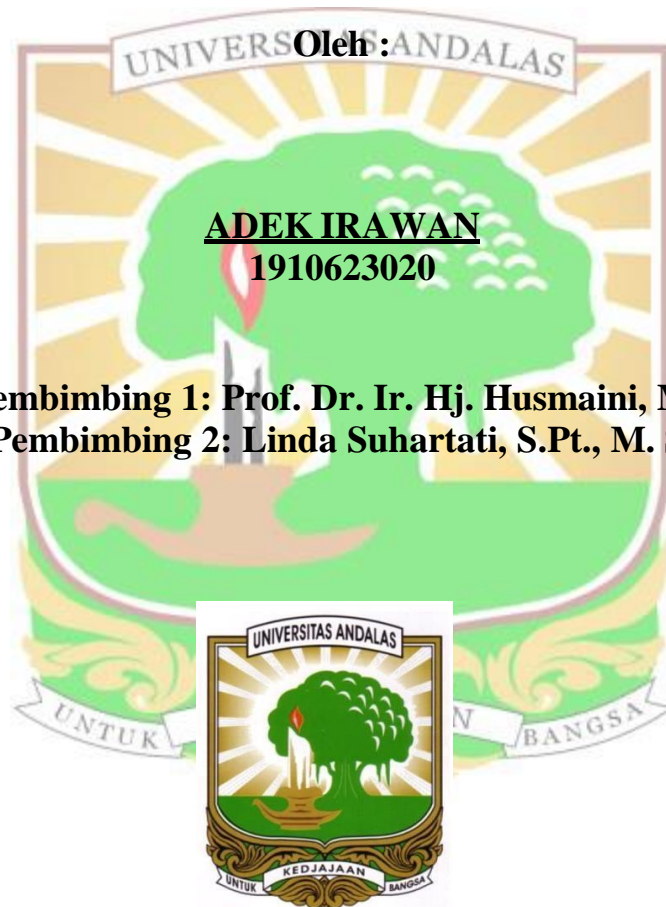 UNIVERSITAS ANDALAS
Oleh :
ADEK IRAWAN
1910623020
embimbing 1: Prof. Dr. Ir. Hj. Husmaini, M
Pembimbing 2: Linda Suhartati, S.Pt., M.
UNIVERSITAS ANDALAS
UNTUK
BANGSA
UNTUK KEDJAJAAN BANGSA